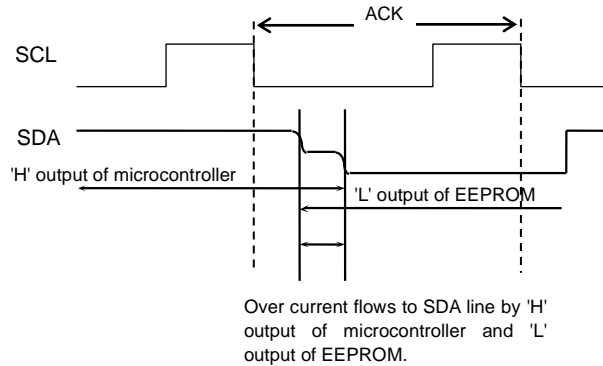 ACK
SCL
SDA
'H' output of microcontroller
'L' output of EEPROM
Over current flows to SDA line by 'H'
output of microcontroller and 'L'
output of EEPROM.